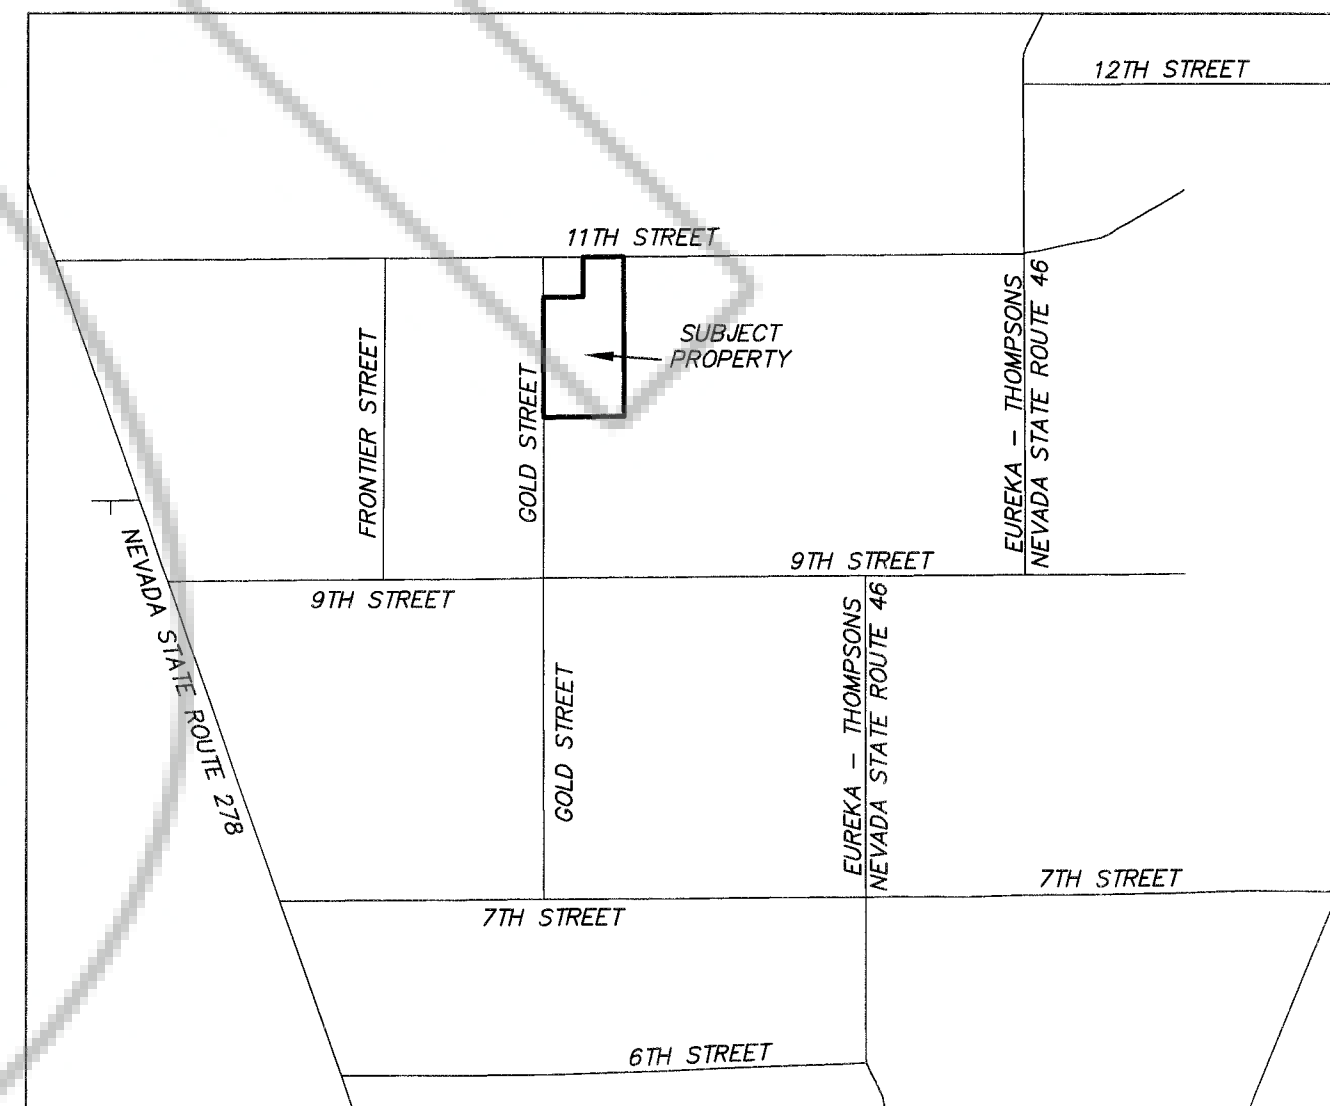 12TH STREET
11TH STREET
SUBJECT
PROPERTY
FRONTIER STREET
GOLD STREET
EUREKA – THOMPSONS
NEVADA STATE ROUTE 46
9TH STREET
9TH STREET
NEVADA STATE ROUTE 278
GOLD STREET
EUREKA – THOMPSONS
NEVADA STATE ROUTE 46
7TH STREET
7TH STREET
6TH STREET